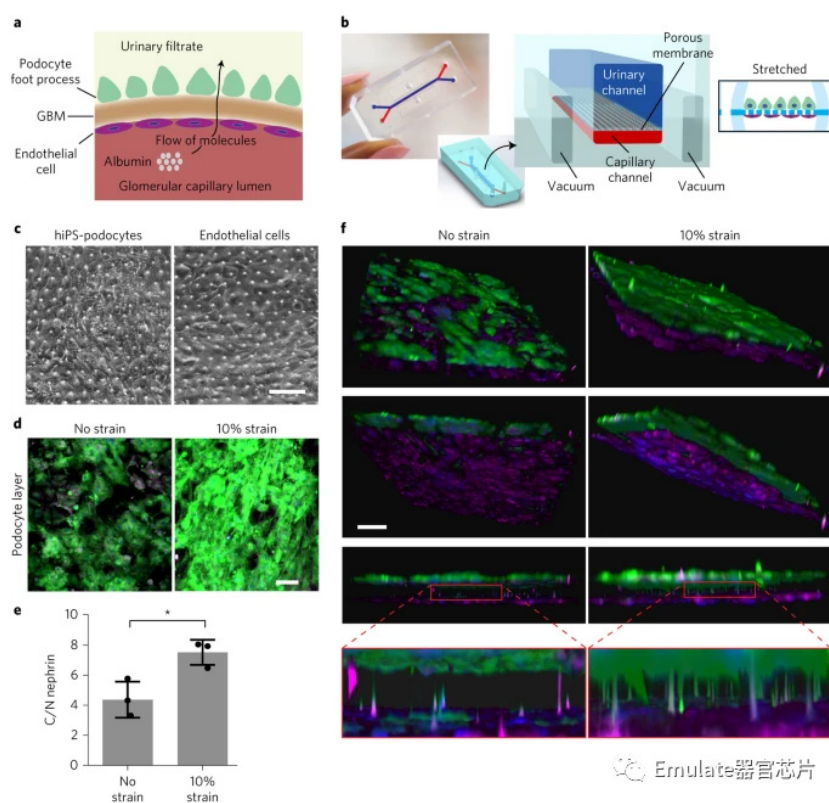 a
Urinary filtrate
Podocyte
foot process
GBM
Endothelial
cell
Flow of molecules
Albumin
Glomerular capillary lumen
b
Porous
membrane
Urinary
channel
Stretched
Capillary
channel
Vacuum
Vacuum
c
hiPS-podocytes
Endothelial cells
d
No strain
10% strain
Podocyte layer
e
C/N nephrin
10
8
6
4
2
0
*
No
strain
10%
strain
f
No strain
10% strain
Emulate器官芯片